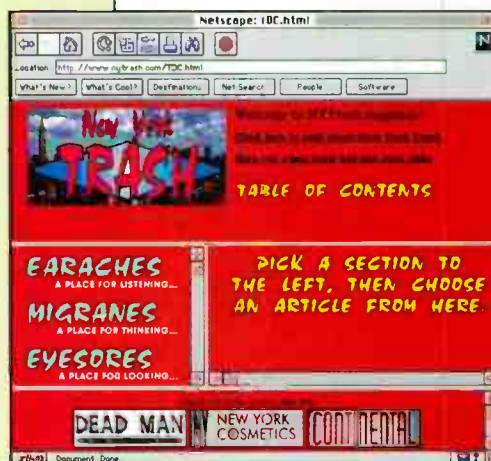 Netscape: TOC.html
Location: http://www.nytrash.com/TOC.html
What's New? What's Cool? Destinations Net Search People Software
New York
TRASH
TABLE OF CONTENTS
EARACHES
A PLACE FOR LISTENING...
MIGRANES
A PLACE FOR THINKING...
EYESORES
A PLACE FOR LOOKING...
PICK A SECTION TO
THE LEFT, THEN CHOOSE
AN ARTICLE FROM HERE.
DEAD MAN
NEW YORK
COSMETICS
CONTINENTAL
Document: Done